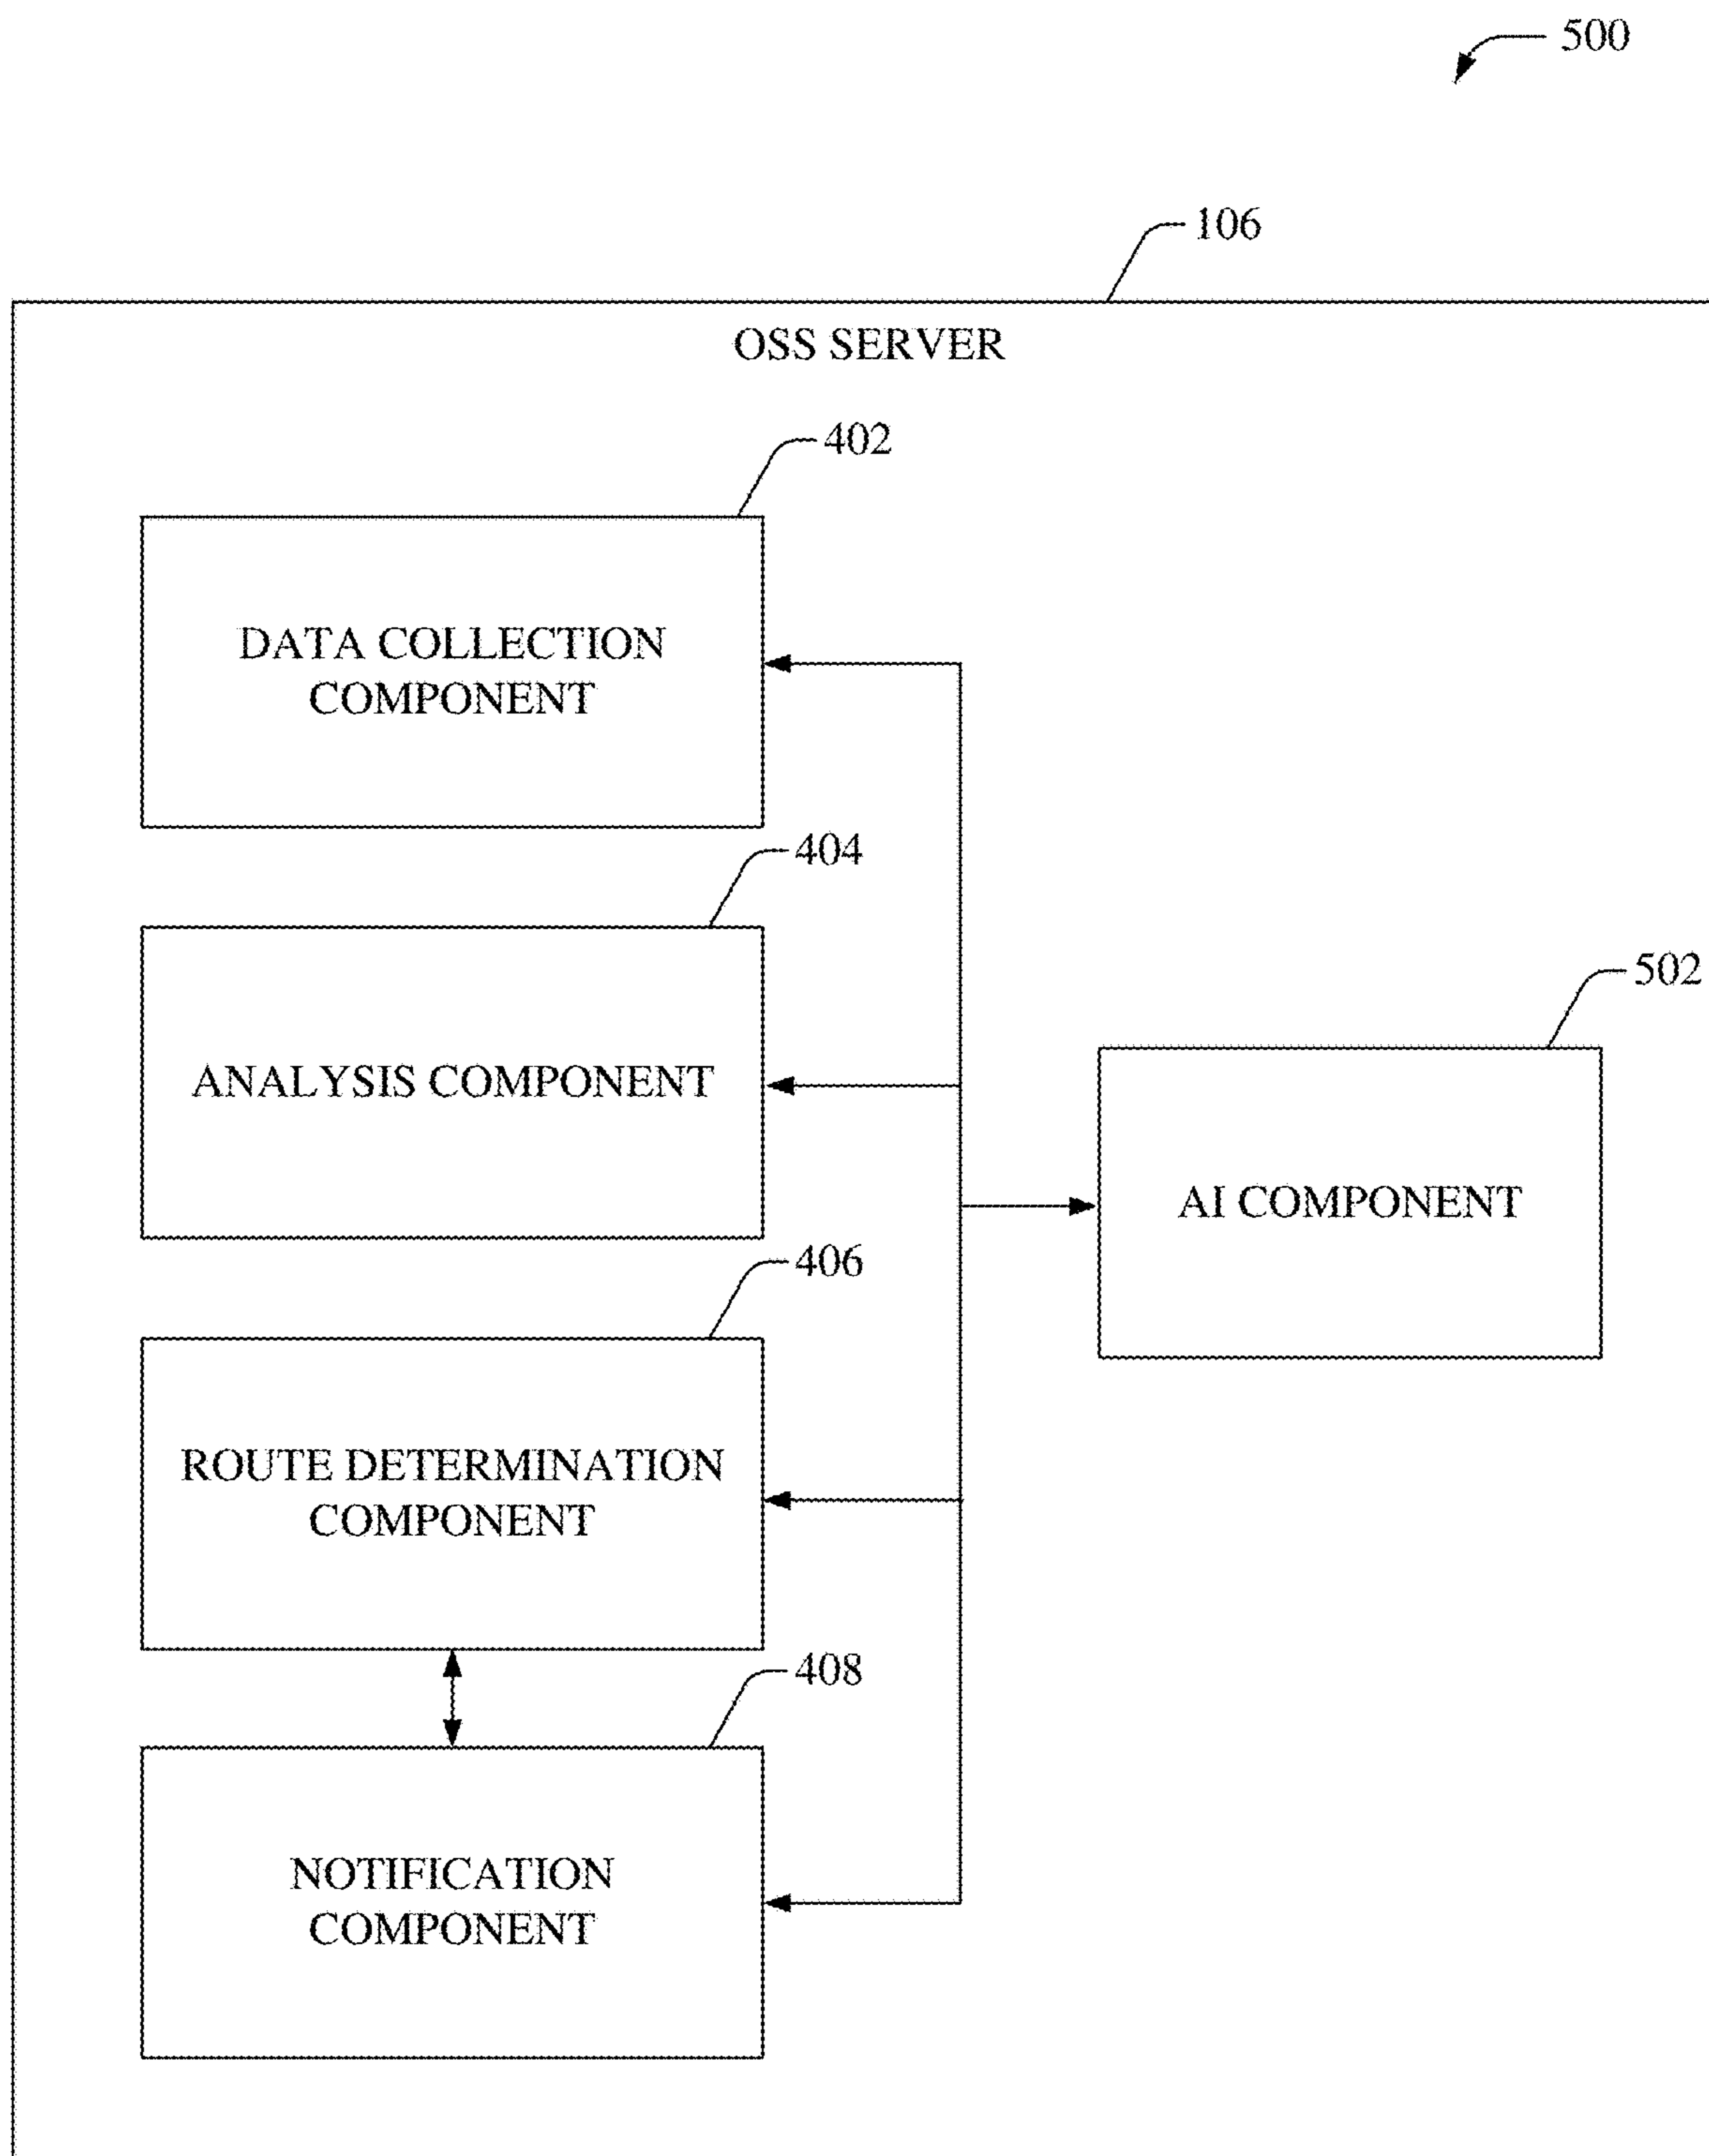 500
106
OSS SERVER
402
DATA COLLECTION
COMPONENT
404
ANALYSIS COMPONENT
502
AI COMPONENT
406
ROUTE DETERMINATION
COMPONENT
408
NOTIFICATION
COMPONENT